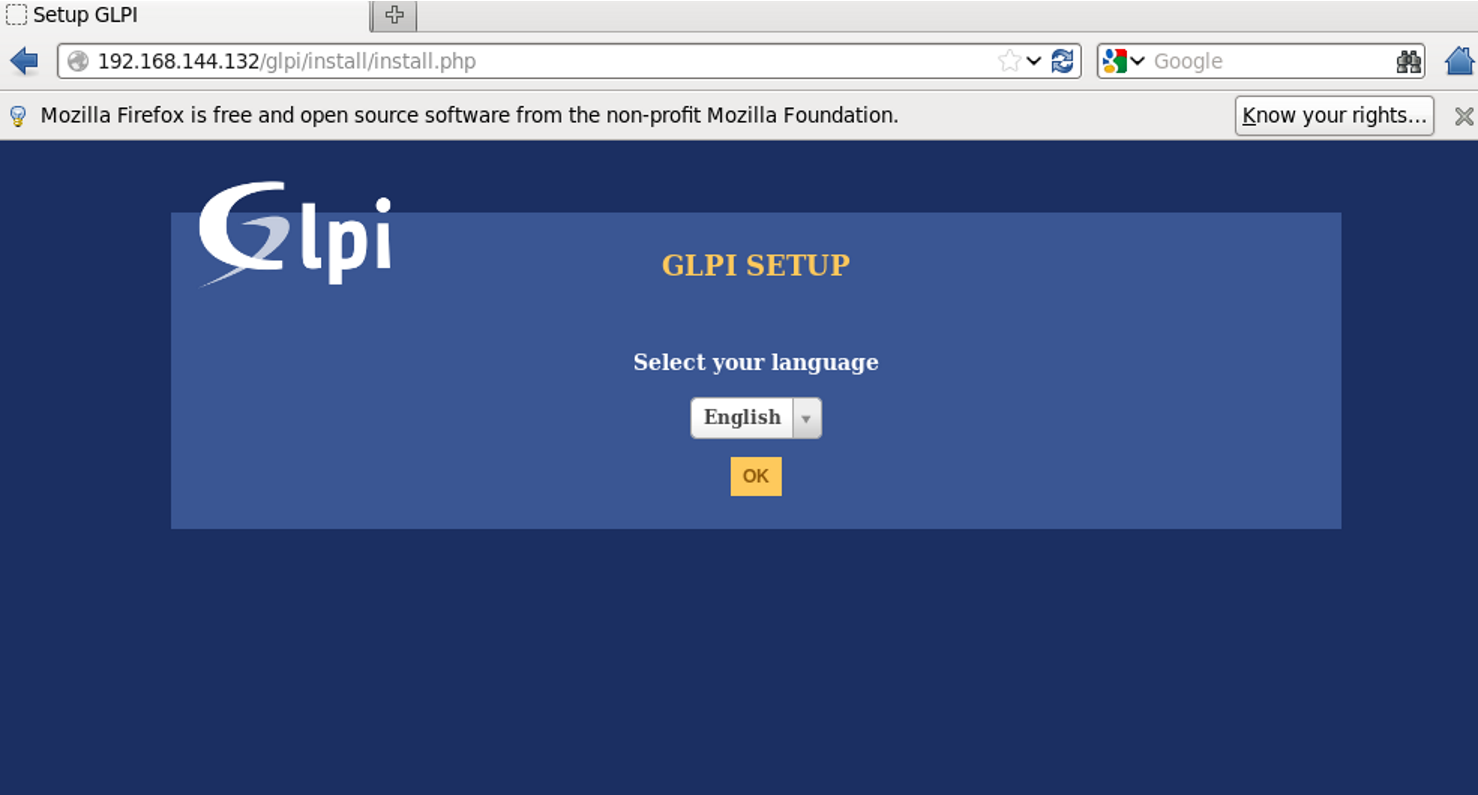 Setup GLPI
192.168.144.132/glpi/install/install.php
Google
Mozilla Firefox is free and open source software from the non-profit Mozilla Foundation.
Know your rights...
Glpi
GLPI SETUP
Select your language
English
OK